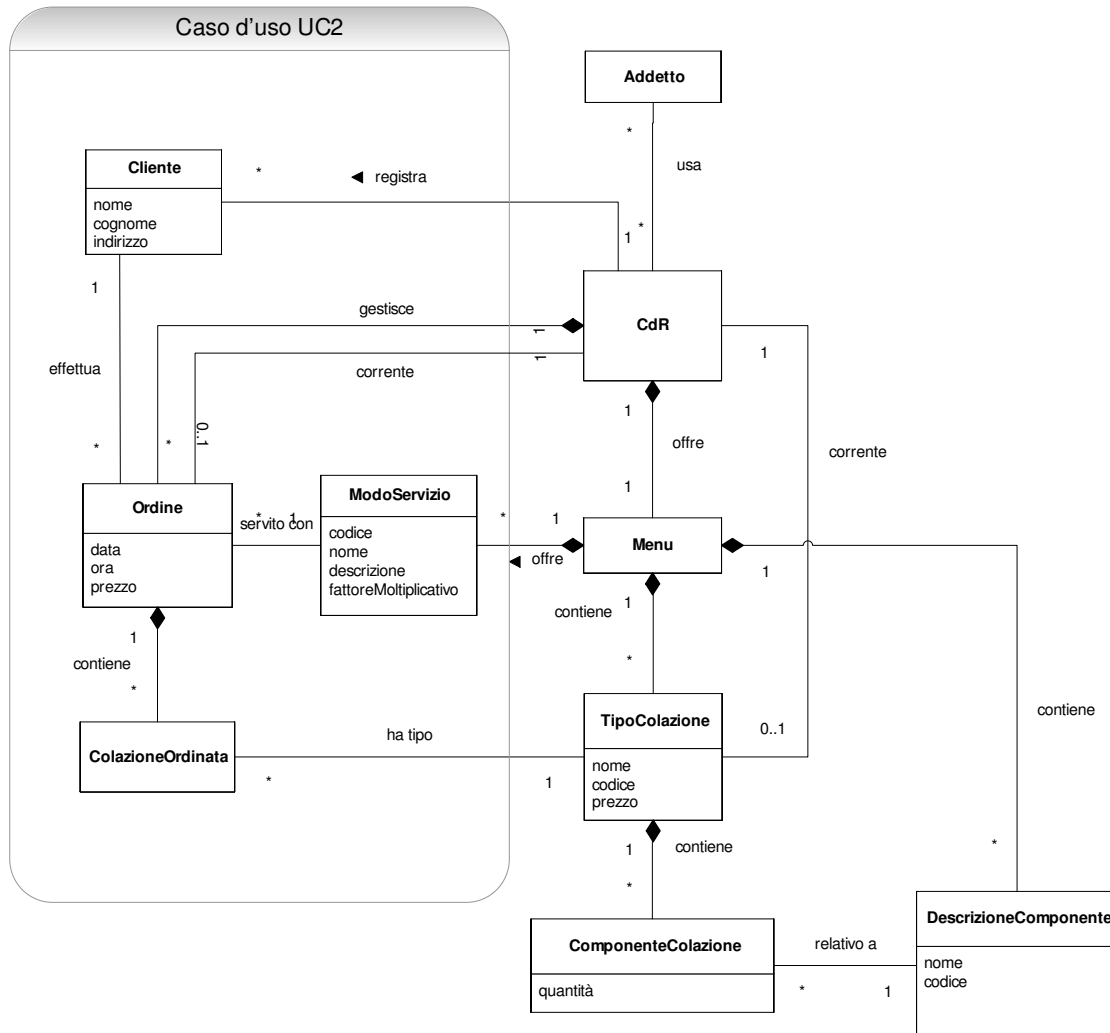 Caso d'uso UC2
Addetto
*
usa
Cliente
nome
cognome
indirizzo
*
◄ registra
1
*
1
CdR
gestisce
1
corrente
1
1
effettua
*
*
0..1
1
offre
1
corrente
Ordine
data
ora
prezzo
servito con
*
1
ModoServizio
codice
nome
descrizione
fattoreMoltiplicativo
*
1
◄ offre
Menu
1
contiene
1
*
1
contiene
*
contiene
*
ColazioneOrdinata
ha tipo
*
1
TipoColazione
nome
codice
prezzo
0..1
1
contiene
*
ComponenteColazione
quantità
relativo a
*
1
DescrizioneComponente
nome
codice